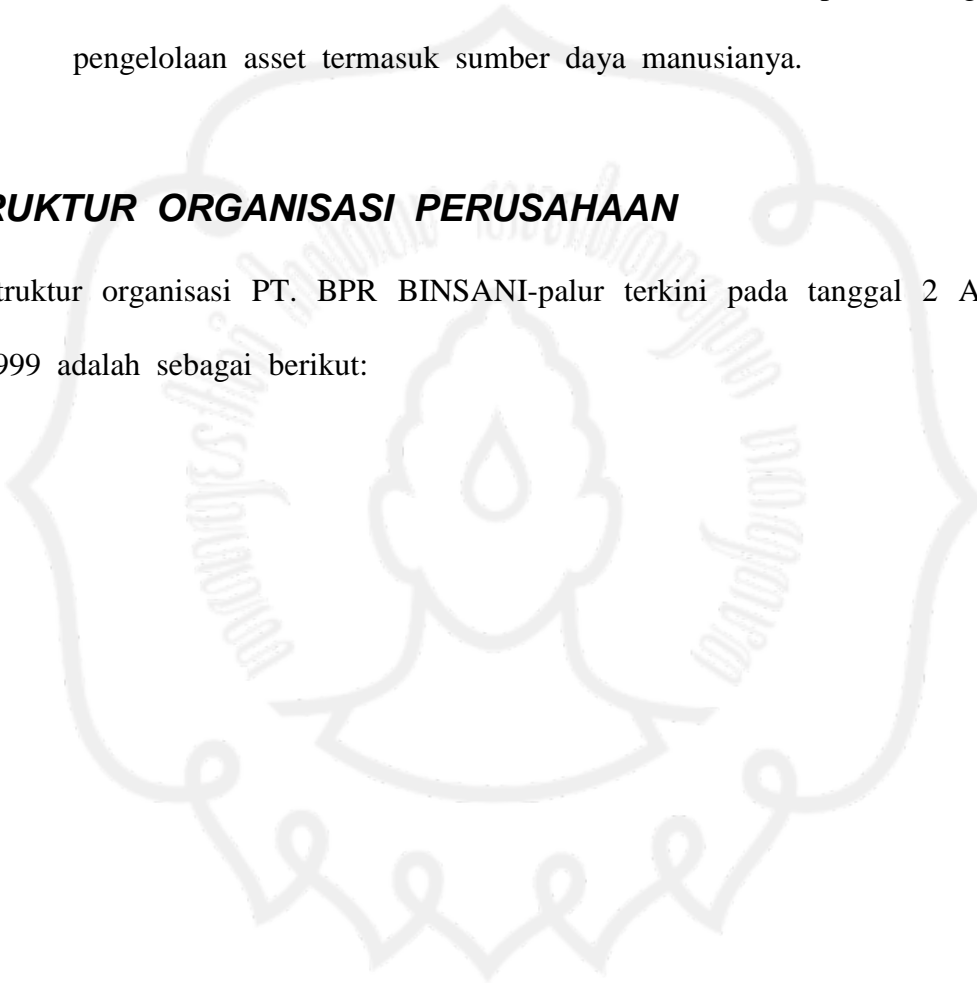 pengelolaan asset termasuk sumber daya manusianya.
RUKTUR ORGANISASI PERUSAHAAN
truktur organisasi PT. BPR BINSANI-palur terkini pada tanggal 2 A
999 adalah sebagai berikut: